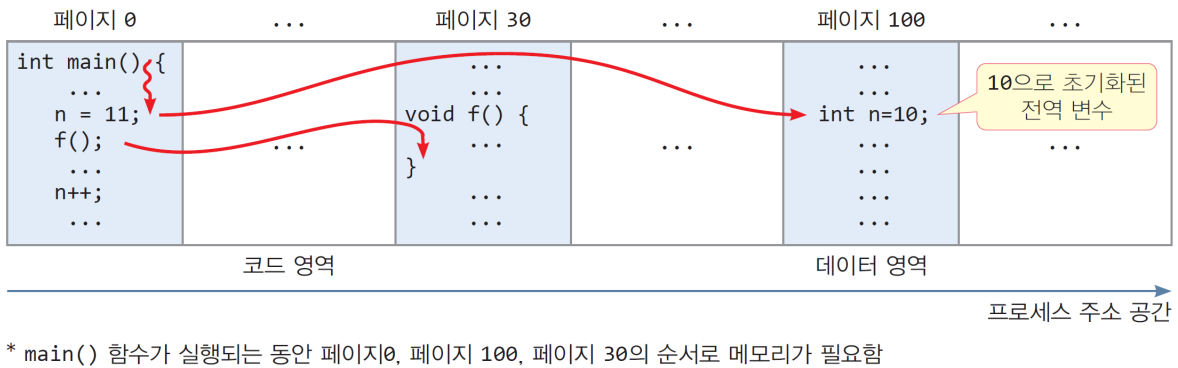 페이지 0 ... 페이지 30 ... 페이지 100 ...
int main() {
...
n = 11;
f();
...
n++;
...
...
...
...
void f() {
...
}
...
...
...
...
...
int n=10;
...
...
...
...
10으로 초기화된
전역 변수
...
코드 영역
데이터 영역
프로세스 주소 공간
* main() 함수가 실행되는 동안 페이지0, 페이지 100, 페이지 30의 순서로 메모리가 필요함